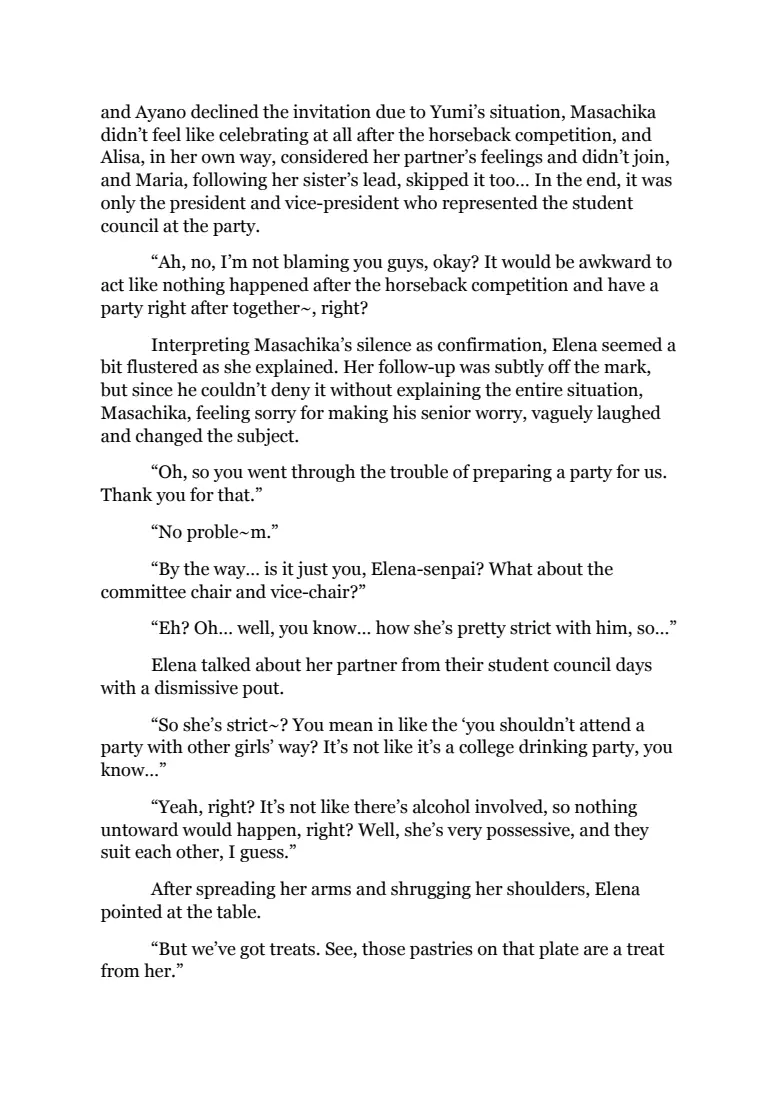 and Ayano declined the invitation due to Yumi’s situation, Masachika
didn’t feel like celebrating at all after the horseback competition, and
Alisa, in her own way, considered her partner’s feelings and didn’t join,
and Maria, following her sister’s lead, skipped it too… In the end, it was
only the president and vice-president who represented the student
council at the party.
“Ah, no, I’m not blaming you guys, okay? It would be awkward to
act like nothing happened after the horseback competition and have a
party right after together~, right?
Interpreting Masachika’s silence as confirmation, Elena seemed a
bit flustered as she explained. Her follow-up was subtly off the mark,
but since he couldn’t deny it without explaining the entire situation,
Masachika, feeling sorry for making his senior worry, vaguely laughed
and changed the subject.
“Oh, so you went through the trouble of preparing a party for us.
Thank you for that.”
“No proble~m.”
“By the way… is it just you, Elena-senpai? What about the
committee chair and vice-chair?”
“Eh? Oh… well, you know… how she’s pretty strict with him, so…”
Elena talked about her partner from their student council days
with a dismissive pout.
“So she’s strict~? You mean in like the ‘you shouldn’t attend a
party with other girls’ way? It’s not like it’s a college drinking party, you
know…”
“Yeah, right? It’s not like there’s alcohol involved, so nothing
untoward would happen, right? Well, she’s very possessive, and they
suit each other, I guess.”
After spreading her arms and shrugging her shoulders, Elena
pointed at the table.
“But we’ve got treats. See, those pastries on that plate are a treat
from her.”